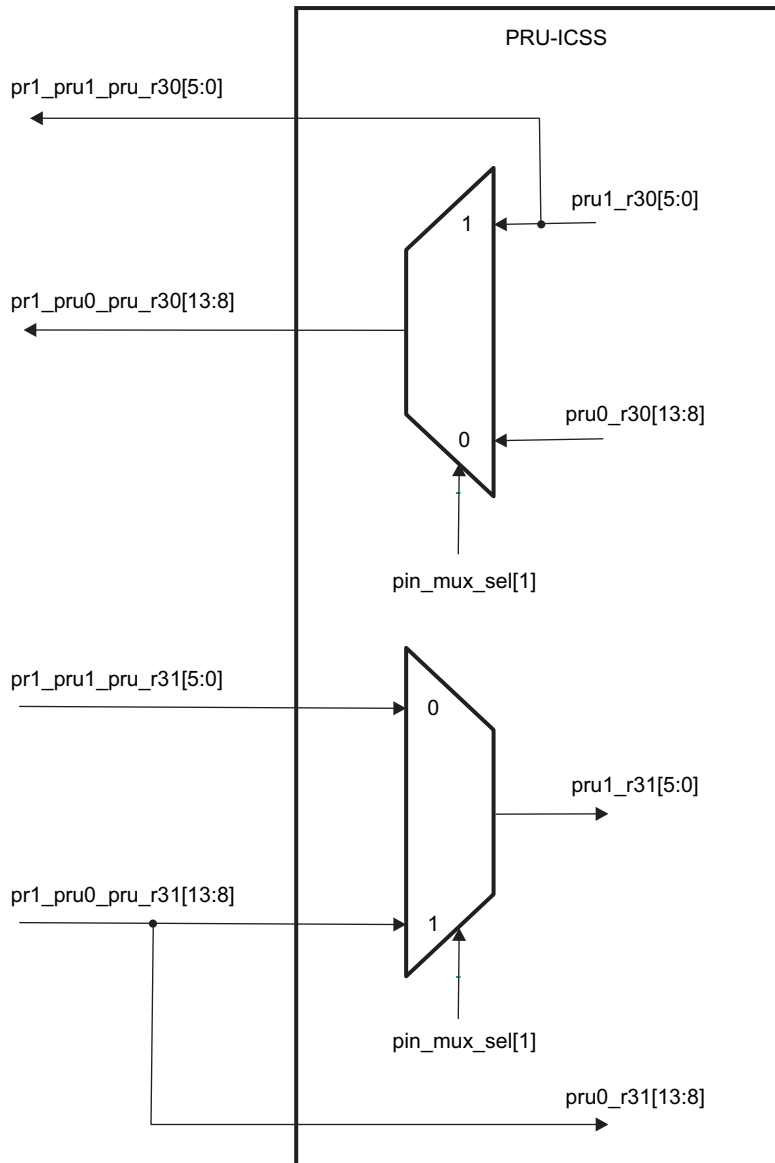 PRU-ICSS
pr1_pru1_pru_r30[5:0]
pru1_r30[5:0]
1
pr1_pru0_pru_r30[13:8]
pru0_r30[13:8]
0
pin_mux_sel[1]
pr1_pru1_pru_r31[5:0]
0
pru1_r31[5:0]
pr1_pru0_pru_r31[13:8]
1
pin_mux_sel[1]
pru0_r31[13:8]